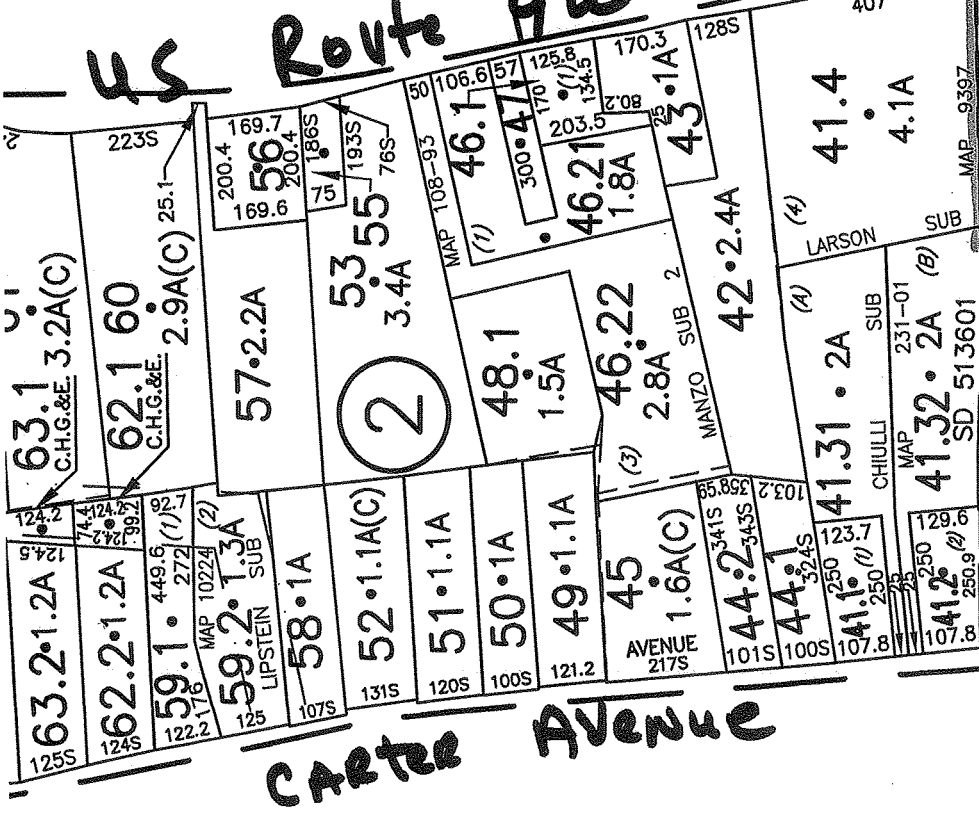 US Route 9W
407
223S
25.1
169.7
200.4
56
200.4
169.6
186S
75
193S
76S
55
53
3.4A
50
106.6
57
46.1
MAP 108-93
(1)
300
47
170
125.8
(1)
134.5
203.5
80.2
170.3
1A
25
43
128S
46.21
1.8A
41.4
4.1A
(4)
MAP 9397
LARSON SUB
63.1
C.H.G.&E. 3.2A(C)
62.1
C.H.G.&E.
60
2.9A(C)
57 2.2A
2
48.1
1.5A
46.22
2.8A
(3)
MANZO SUB 2
42 2.4A
(A)
41.31 2A
CHIULLI SUB
MAP 231-01
(B)
41.32 2A
SD 513601
124.2
124.5
74.4
124.2
124.2
99.2
63.2 1.2A
125S
62.2 1.2A
124S
92.7
(1)
449.6
272
59.1
176
122.2
MAP 10224
(2)
59.2 1.3A
LIPSTEIN SUB
125
58 1A
107S
52 1.1A(C)
131S
51 1.1A
120S
50 1.1A
100S
49 1.1A
121.2
45
1.6A(C)
AVENUE
217S
358S
59
341S
44.2
343S
101S
103.2
44.1
324S
100S
123.7
250
41.1 (1)
250
107.8
25
25
129.6
250
41.2 (2)
250.9
107.8
CARTER AVENUE